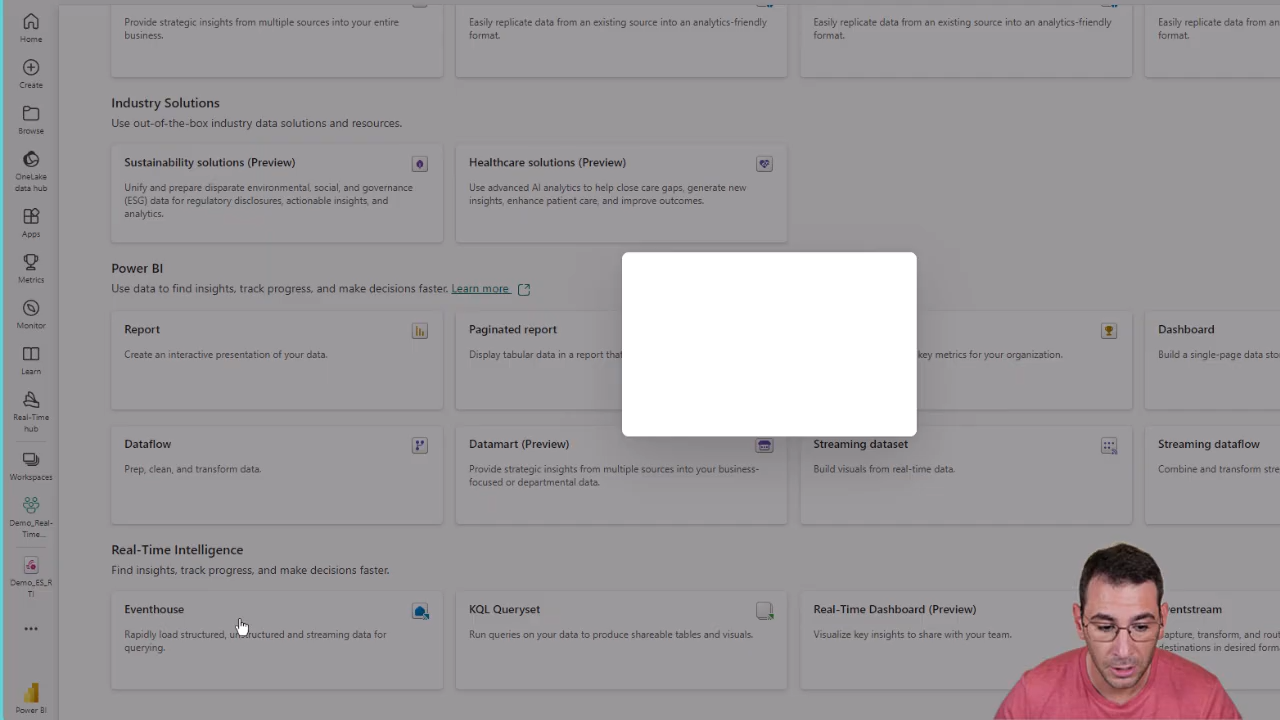 Home
Create
Browse
OneLake
data hub
Apps
Metrics
Monitor
Learn
Real-Time
hub
Workspaces
Demo_Real-
Time...
Demo_ES_R
TI
Power BI
Provide strategic insights from multiple sources into your entire
business.
Easily replicate data from an existing source into an analytics-friendly
format.
Easily replicate data from an existing source into an analytics-friendly
format.
Easily replicate data from an
format.
Industry Solutions
Use out-of-the-box industry data solutions and resources.
Sustainability solutions (Preview)
Unify and prepare disparate environmental, social, and governance
(ESG) data for regulatory disclosures, actionable insights, and
analytics.
Healthcare solutions (Preview)
Use advanced AI analytics to help close care gaps, generate new
insights, enhance patient care, and improve outcomes.
Power BI
Use data to find insights, track progress, and make decisions faster. Learn more
Report
Create an interactive presentation of your data.
Paginated report
Display tabular data in a report
key metrics for your organization.
Dashboard
Build a single-page data
Dataflow
Prep, clean, and transform data.
Datamart (Preview)
Provide strategic insights from multiple sources into your business-
focused or departmental data.
Streaming dataset
Build visuals from real-time data.
Streaming dataflow
Combine and transform
Real-Time Intelligence
Find insights, track progress, and make decisions faster.
Eventhouse
Rapidly load structured, unstructured and streaming data for
querying.
KQL Queryset
Run queries on your data to produce shareable tables and visuals.
Real-Time Dashboard (Preview)
Visualize key insights to share with your team.
entstream
apture, transform, and
destinations in desired